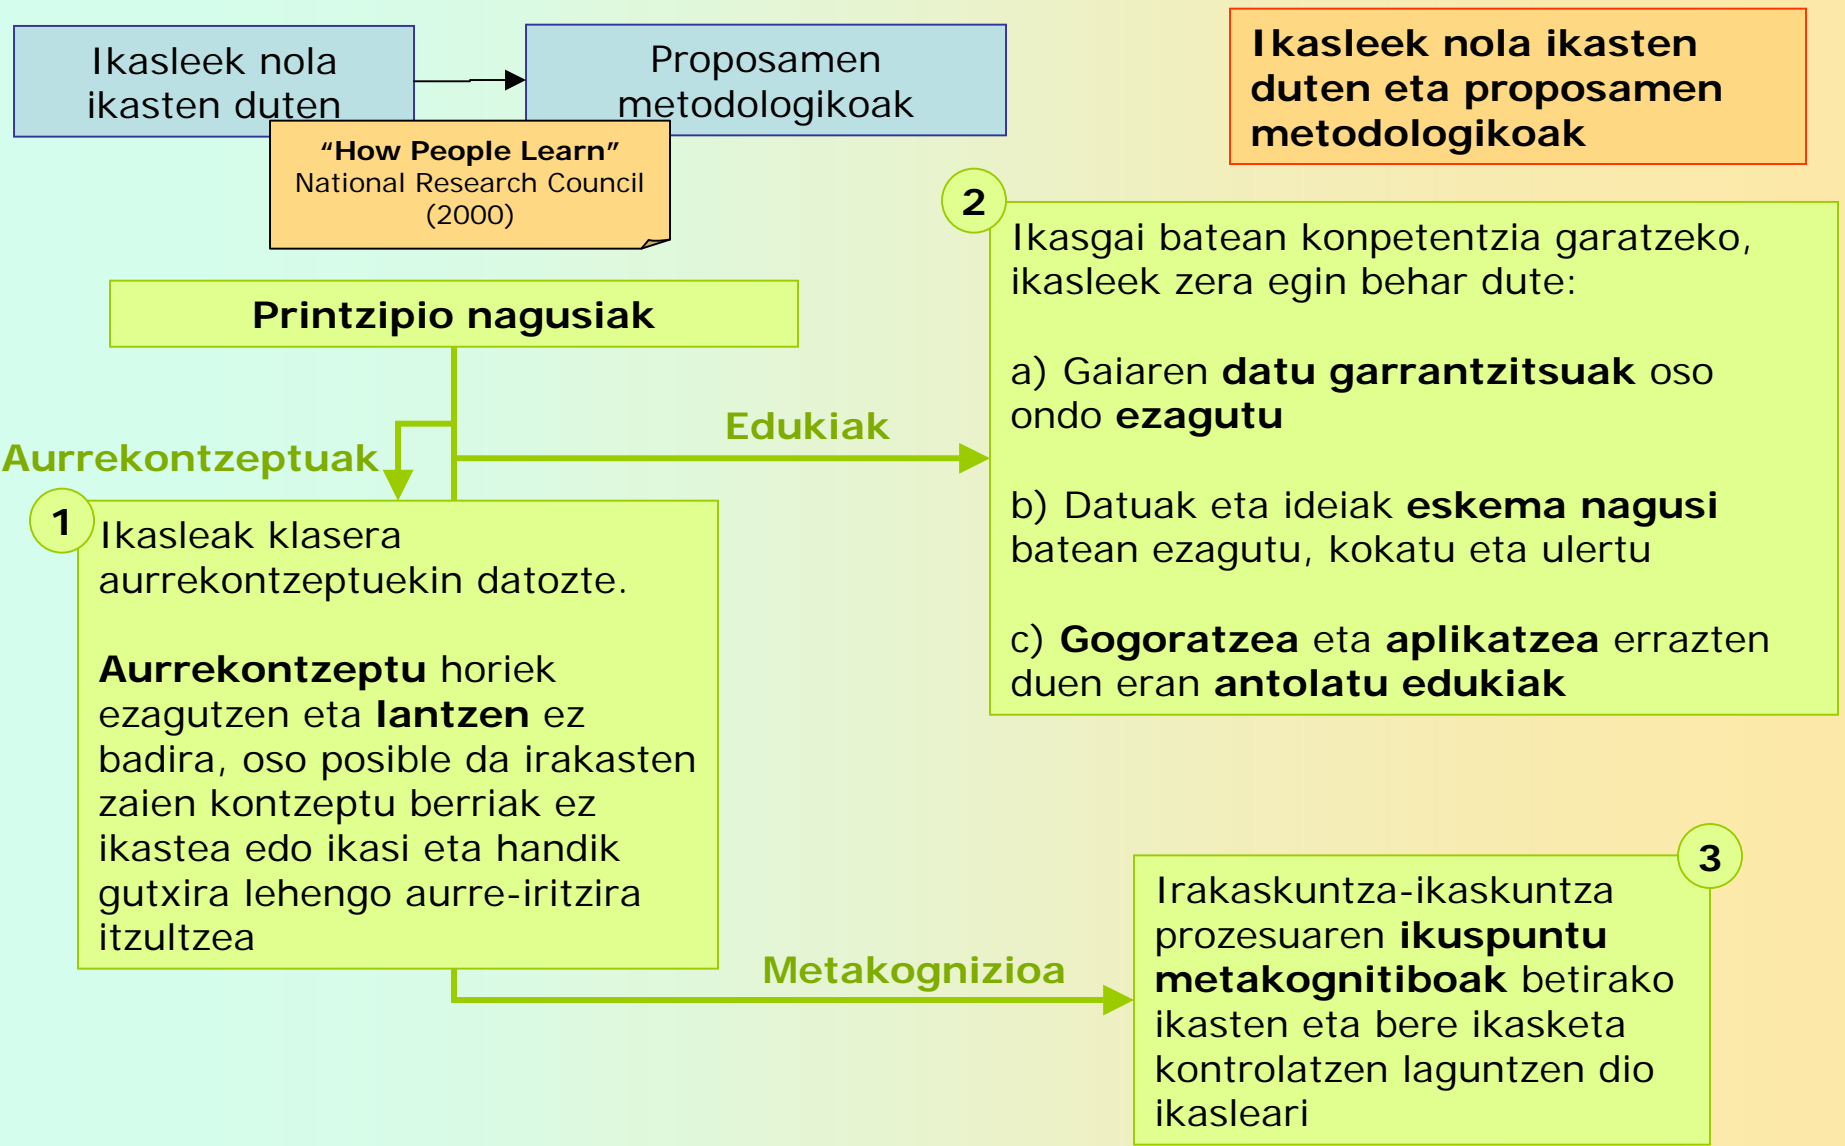 Ikasleek nola
ikasten duten
Proposamen
metodologikoak
Ikasleek nola ikasten
duten eta proposamen
metodologikoak
“How People Learn”
National Research Council
(2000)
Printzipio nagusiak
Aurrekontzeptuak
1
Ikasleak klasera
aurrekontzeptuekin datozte.
Aurrekontzeptu horiek
ezagutzen eta lantzen ez
badira, oso posible da irakasten
zaien kontzeptu berriak ez
ikastea edo ikasi eta handik
gutxira lehengo aurre-iritzira
itzultzea
Edukiak
2
Ikasgai batean konpetentzia garatzeko,
ikasleek zera egin behar dute:
a) Gaiaren datu garrantzitsuak oso
ondo ezagutu
b) Datuak eta ideiak eskema nagusi
batean ezagutu, kokatu eta ulertu
c) Gogoratzea eta aplikatzea errazten
duen eran antolatu edukiak
Metakognizioa
3
Irakaskuntza-ikaskuntza
prozesuaren ikuspuntu
metakognitiboak betirako
ikasten eta bere ikasketa
kontrolatzen laguntzen dio
ikasleari